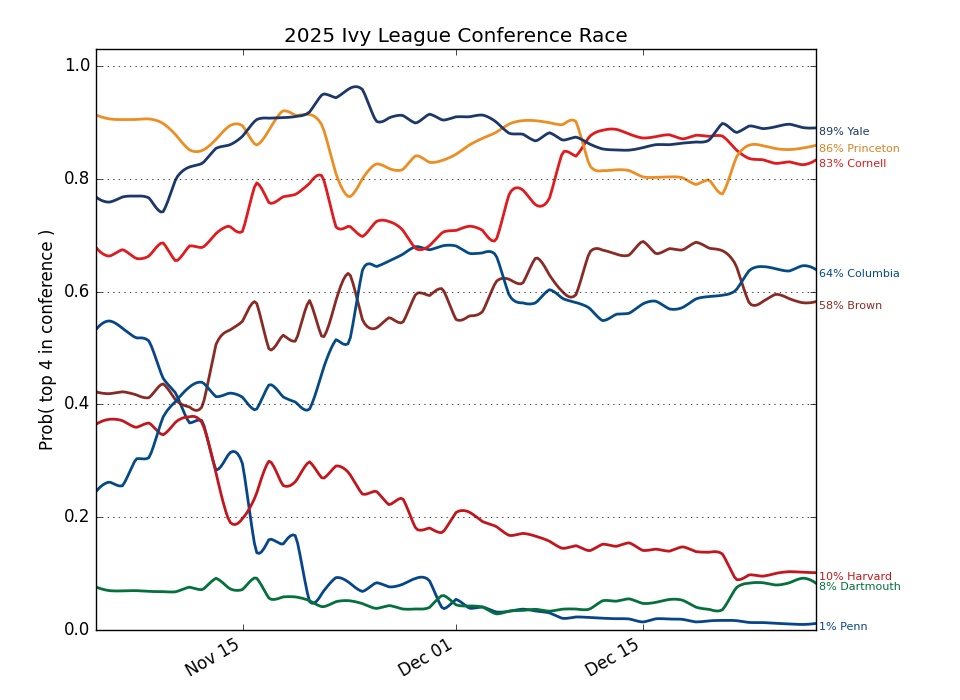 2025 Ivy League Conference Race
Prob( top 4 in conference )
1.0
0.8
0.6
0.4
0.2
0.0
Nov 15
Dec 01
Dec 15
89% Yale
86% Princeton
83% Cornell
64% Columbia
58% Brown
10% Harvard
8% Dartmouth
1% Penn